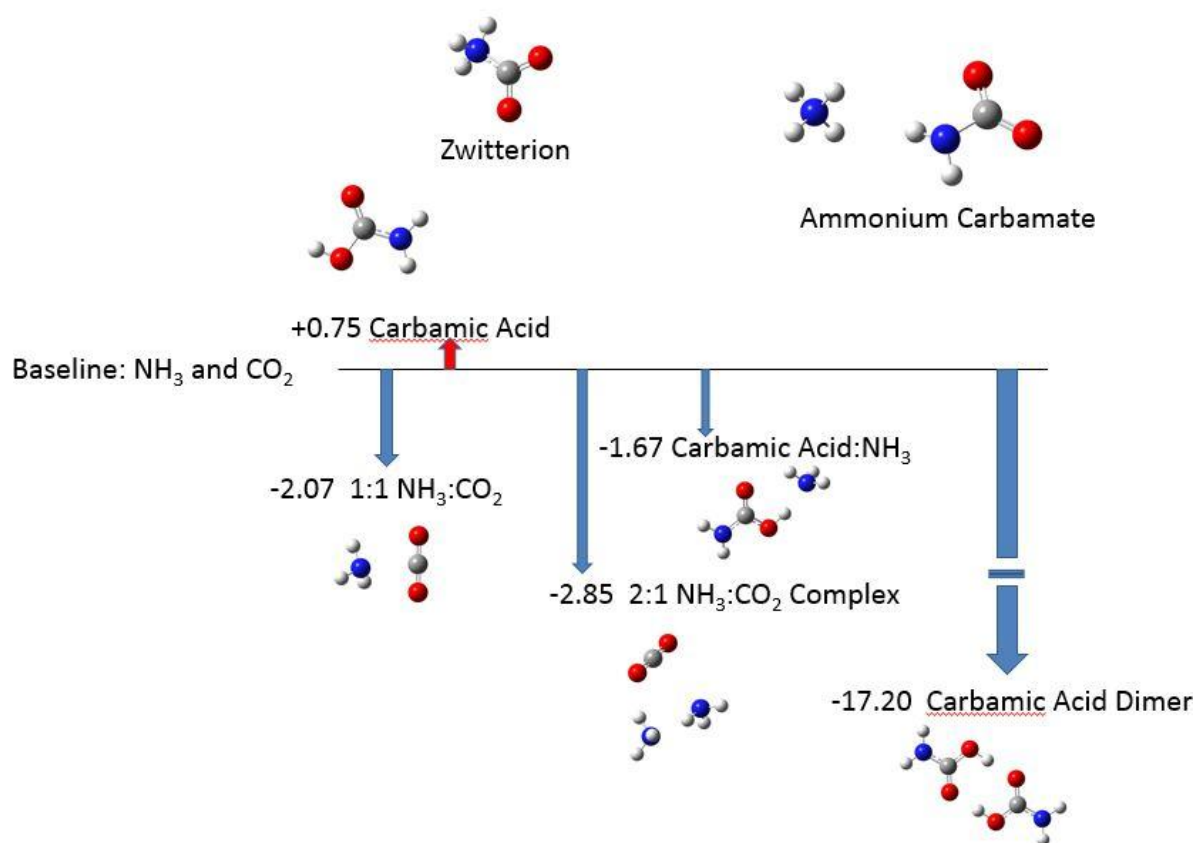 Zwitterion
Ammonium Carbamate
+0.75 Carbamic Acid
Baseline: NH₃ and CO₂
-1.67 Carbamic Acid:NH₃
-2.07 1:1 NH₃:CO₂
-2.85 2:1 NH₃:CO₂ Complex
-17.20 Carbamic Acid Dimer